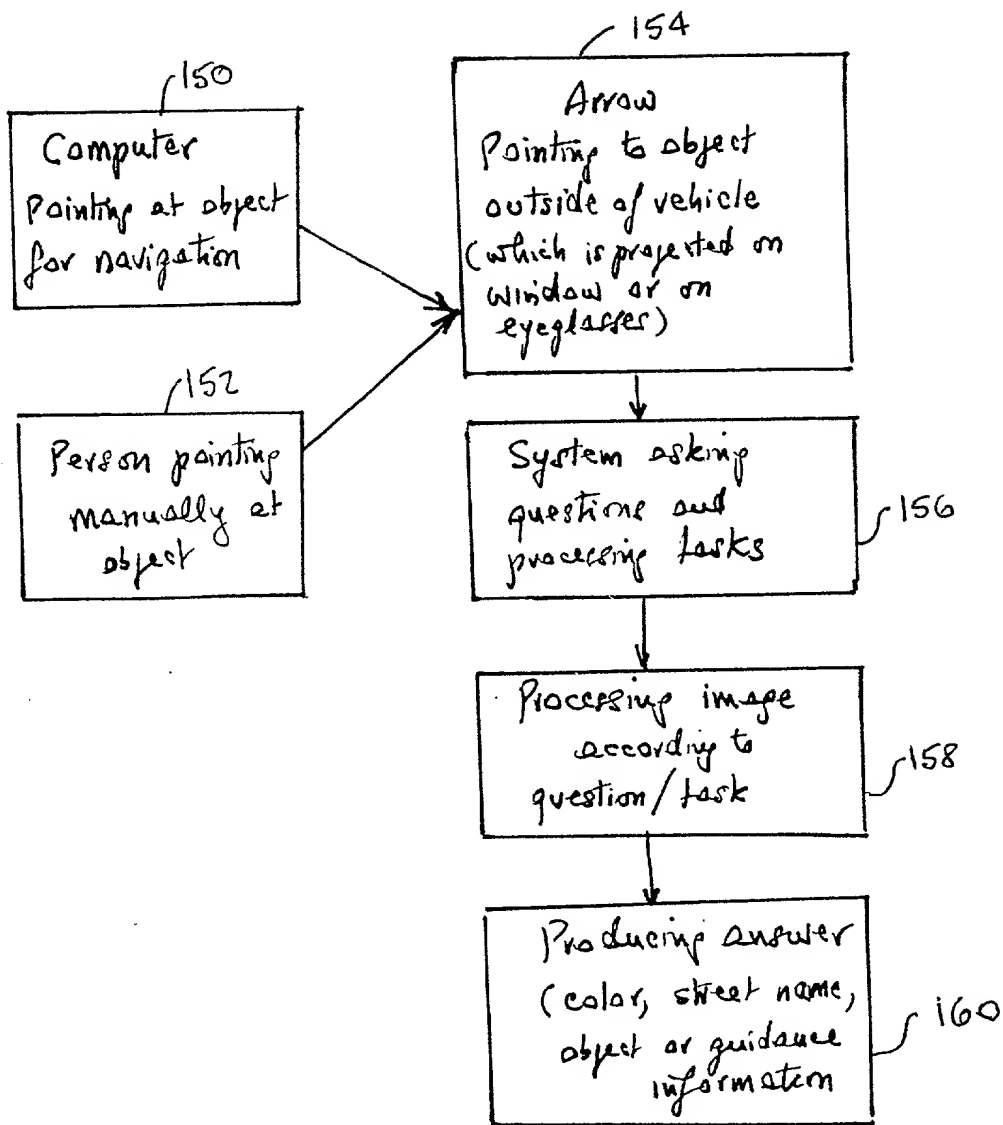 150
Computer
Pointing at object
for navigation
152
Person pointing
manually at
object
154
Arrow
Pointing to object
outside of vehicle
(which is projected on
window or on
eyeglasses)
System asking
questions and
processing tasks
156
Processing image
according to
question/task
158
Producing answer
(color, street name,
object or guidance
information
160